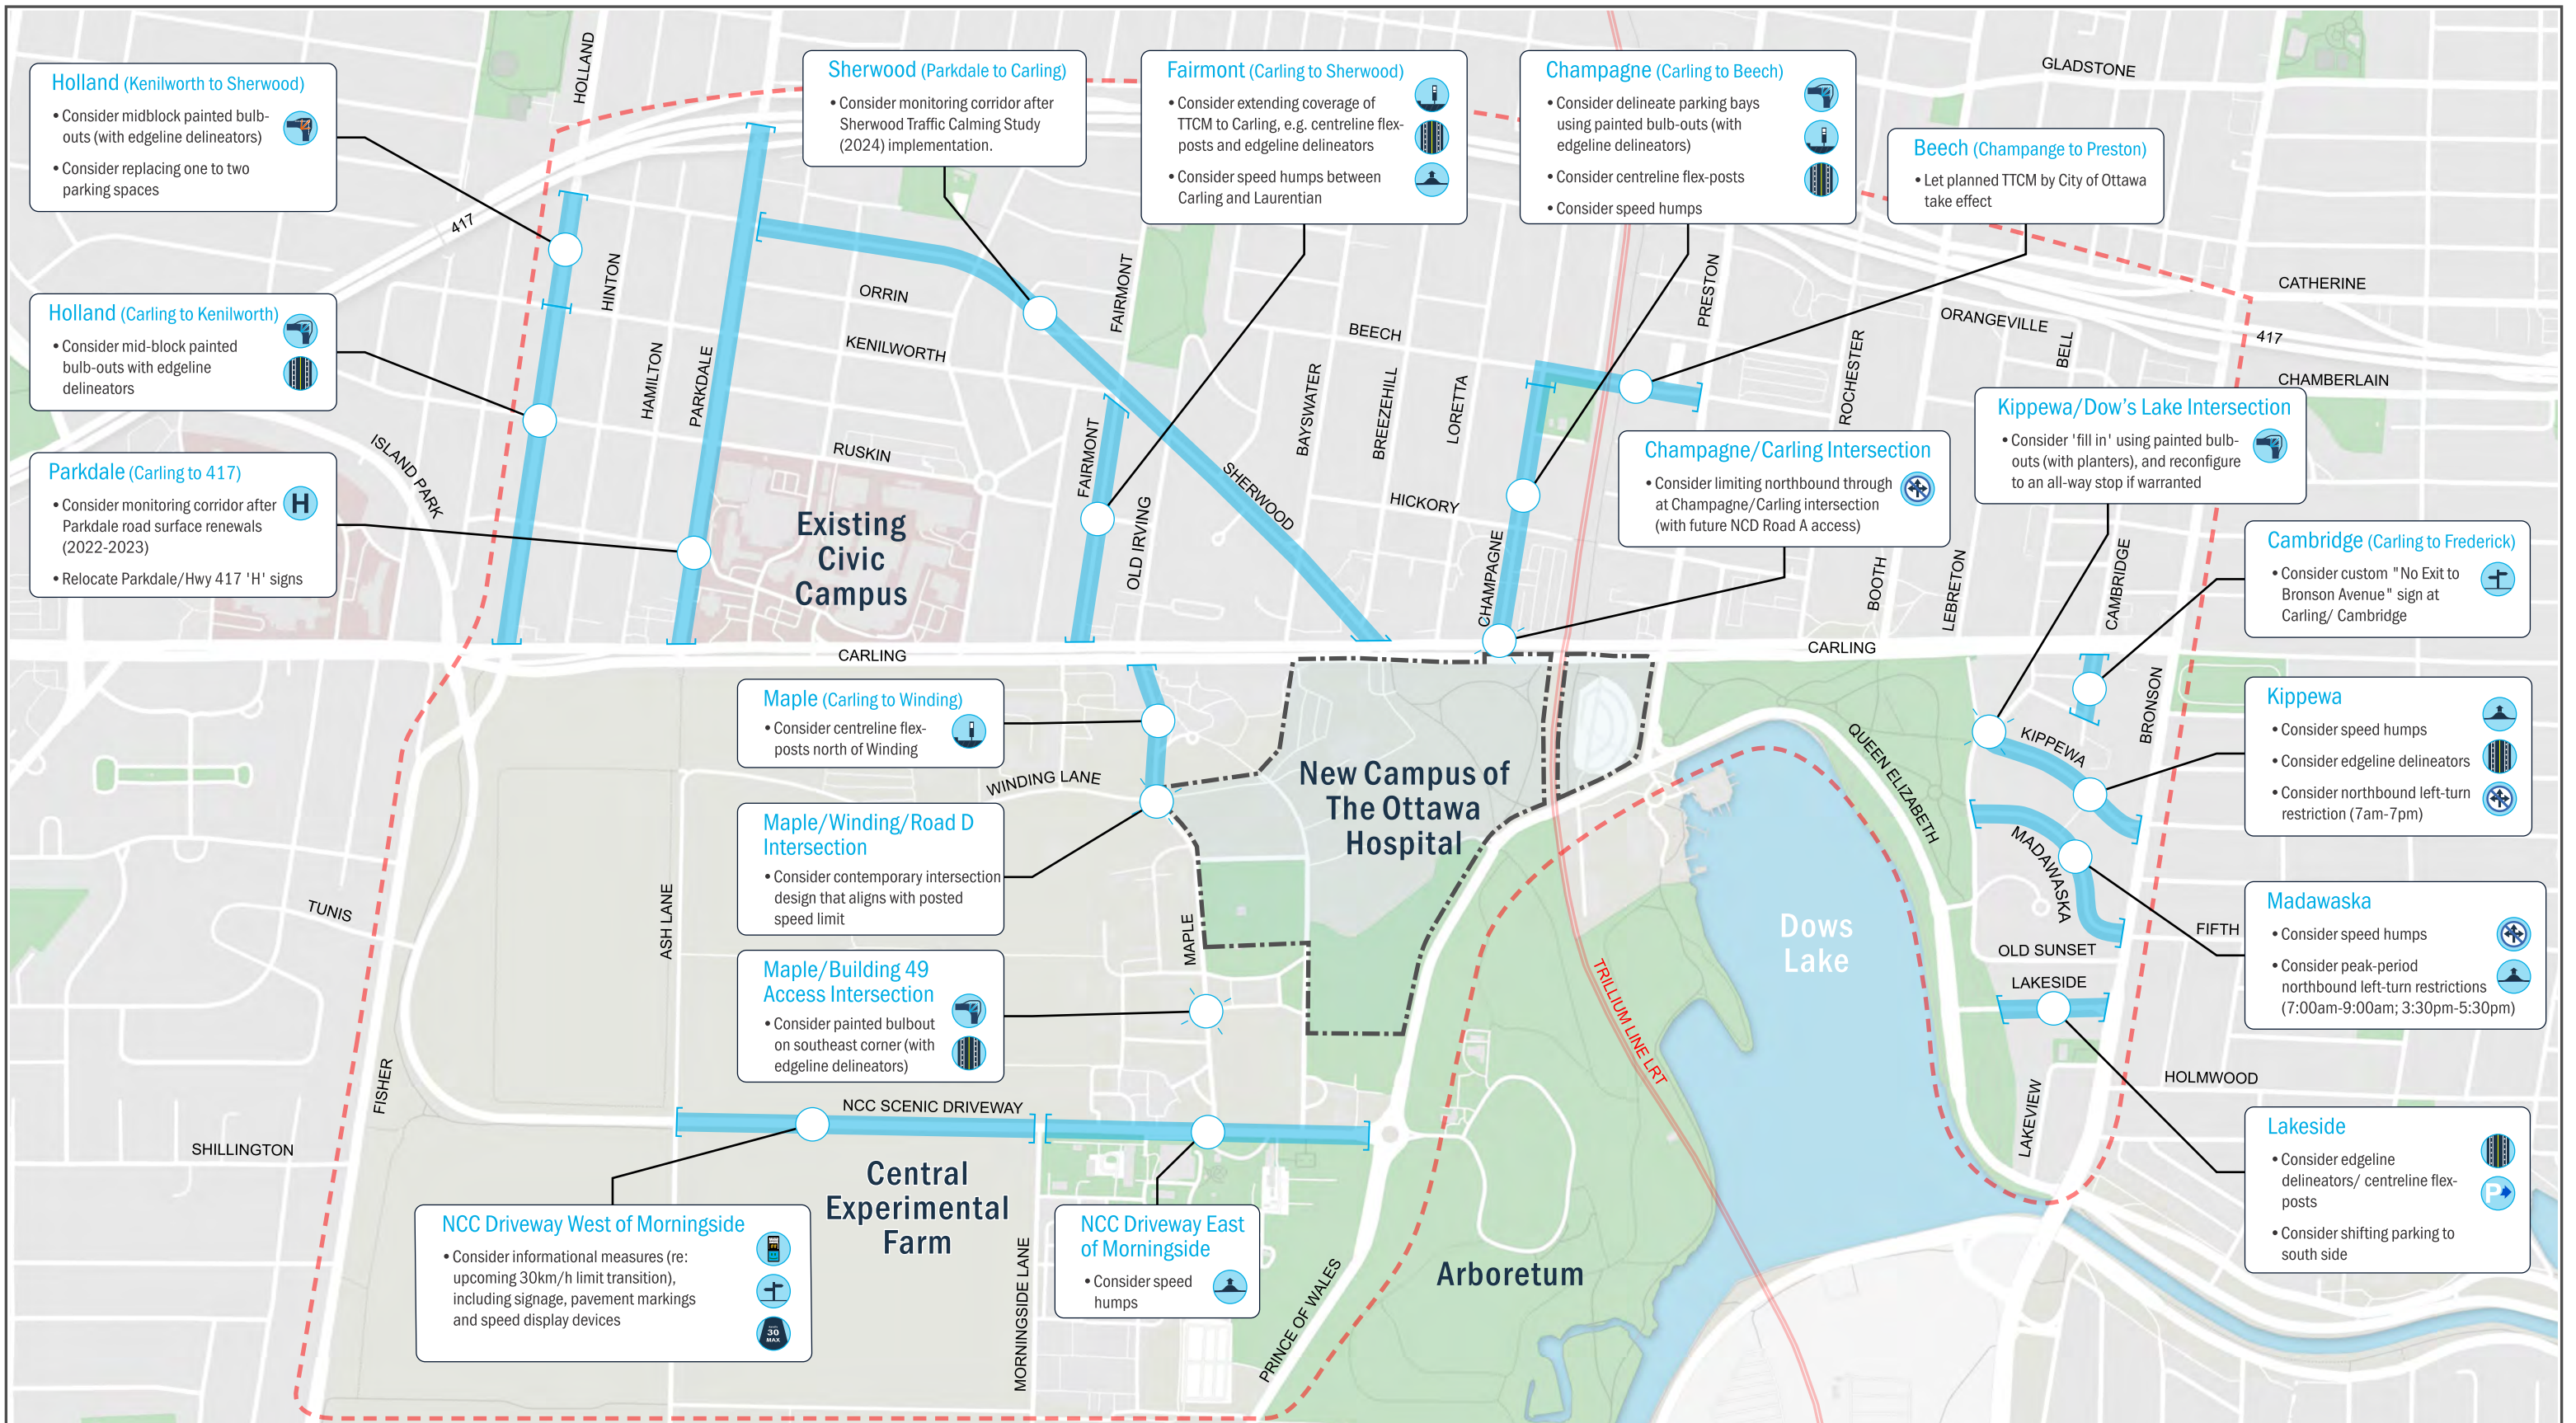 Holland (Kenilworth to Sherwood)
• Consider midblock painted bulb-
outs (with edgeline delineators)
• Consider replacing one to two
parking spaces
Holland (Carling to Kenilworth)
• Consider mid-block painted
bulb-outs with edgeline
delineators
Parkdale (Carling to 417)
• Consider monitoring corridor after
Parkdale road surface renewals
(2022-2023)
• Relocate Parkdale/Hwy 417 'H' signs
H
Sherwood (Parkdale to Carling)
• Consider monitoring corridor after
Sherwood Traffic Calming Study
(2024) implementation.
Fairmont (Carling to Sherwood)
• Consider extending coverage of
TTCM to Carling, e.g. centreline flex-
posts and edgeline delineators
• Consider speed humps between
Carling and Laurentian
Champagne (Carling to Beech)
• Consider delineate parking bays
using painted bulb-outs (with
edgeline delineators)
• Consider centreline flex-posts
• Consider speed humps
Beech (Champange to Preston)
• Let planned TTCM by City of Ottawa
take effect
Kippewa/Dow's Lake Intersection
• Consider 'fill in' using painted bulb-
outs (with planters), and reconfigure
to an all-way stop if warranted
Champagne/Carling Intersection
• Consider limiting northbound through
at Champagne/Carling intersection
(with future NCD Road A access)
Cambridge (Carling to Frederick)
• Consider custom "No Exit to
Bronson Avenue" sign at
Carling/ Cambridge
Kippewa
• Consider speed humps
• Consider edgeline delineators
• Consider northbound left-turn
restriction (7am-7pm)
Madawaska
• Consider speed humps
• Consider peak-period
northbound left-turn restrictions
(7:00am-9:00am; 3:30pm-5:30pm)
Lakeside
• Consider edgeline
delineators/ centreline flex-
posts
• Consider shifting parking to
south side
P
Maple (Carling to Winding)
• Consider centreline flex-
posts north of Winding
Maple/Winding/Road D
Intersection
• Consider contemporary intersection
design that aligns with posted
speed limit
Maple/Building 49
Access Intersection
• Consider painted bulbout
on southeast corner (with
edgeline delineators)
NCC Driveway West of Morningside
• Consider informational measures (re:
upcoming 30km/h limit transition),
including signage, pavement markings
and speed display devices
30
MAX
NCC Driveway East
of Morningside
• Consider speed
humps
Existing
Civic
Campus
New Campus of
The Ottawa
Hospital
Central
Experimental
Farm
Arboretum
Dows
Lake
HOLLAND
417
HINTON
HAMILTON
PARKDALE
ISLAND PARK
ORRIN
KENILWORTH
RUSKIN
FAIRMONT
FAIRMONT
OLD IRVING
SHERWOOD
BEECH
BAYSWATER
BREEZEHILL
LORETTA
HICKORY
CHAMPAGNE
PRESTON
ROCHESTER
BOOTH
LEBRETON
ORANGEVILLE
BELL
GLADSTONE
CATHERINE
417
CHAMBERLAIN
CAMBRIDGE
CARLING
CARLING
BRONSON
KIPPEWA
QUEEN ELIZABETH
MADAWASKA
FIFTH
OLD SUNSET
LAKESIDE
HOLMWOOD
LAKEVIEW
WINDING LANE
MAPLE
ASH LANE
TUNIS
FISHER
SHILLINGTON
NCC SCENIC DRIVEWAY
MORNINGSIDE LANE
PRINCE OF WALES
TRILLIUM LINE LRT